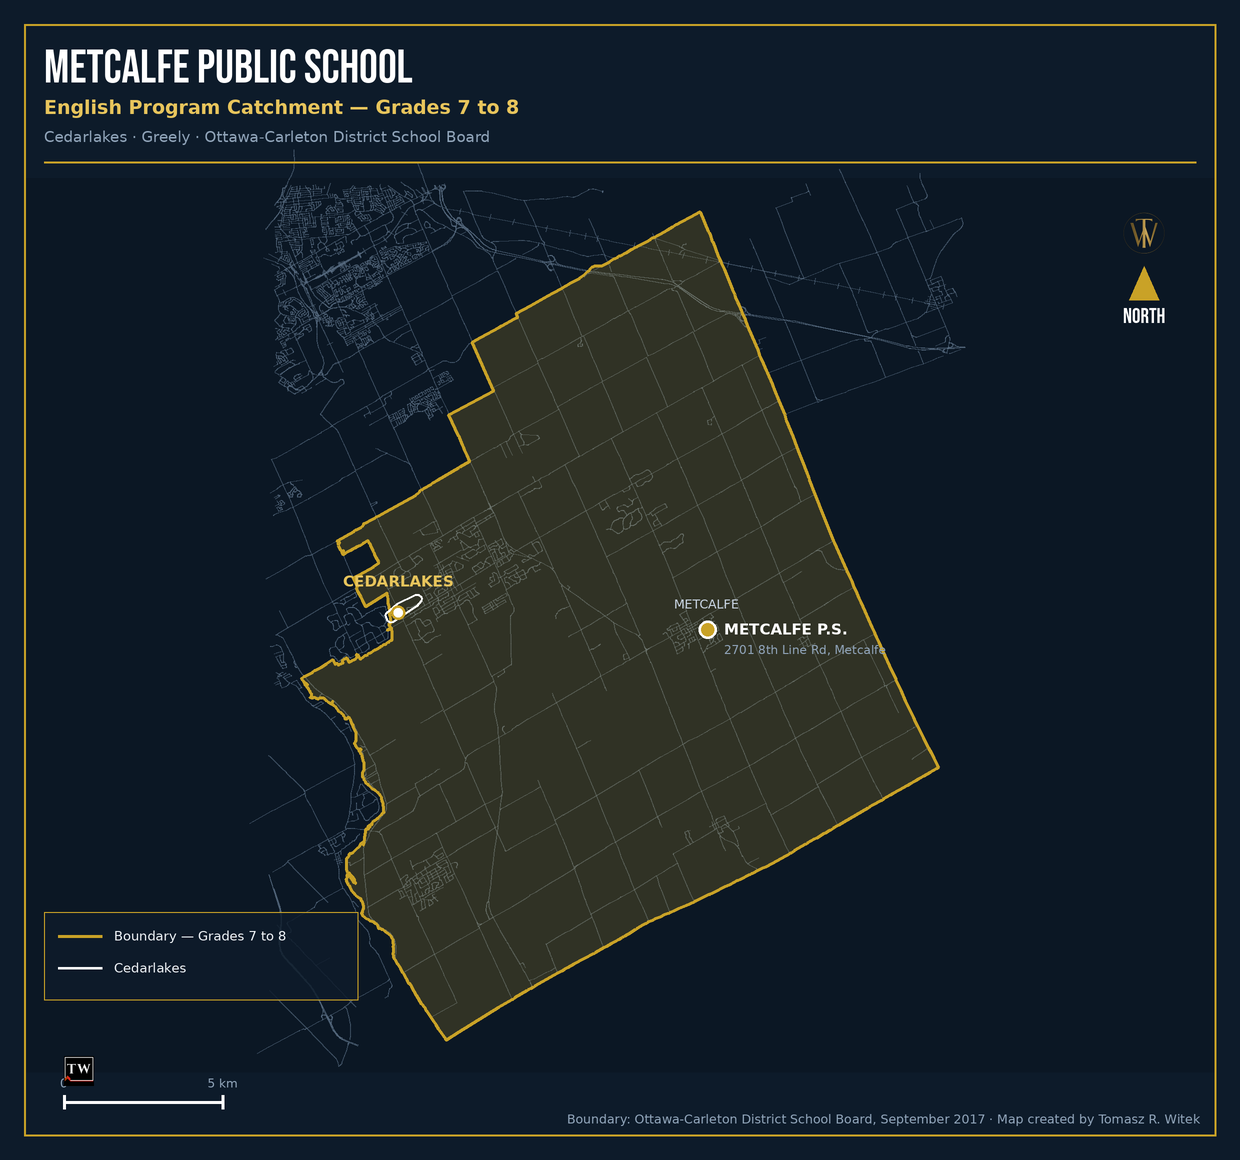 METCALFE PUBLIC SCHOOL
English Program Catchment — Grades 7 to 8
Cedarlakes · Greely · Ottawa-Carleton District School Board
TW
NORTH
CEDARLAKES
METCALFE
METCALFE P.S.
2701 8th Line Rd, Metcalfe
Boundary — Grades 7 to 8
Cedarlakes
TW
0 5 km
Boundary: Ottawa-Carleton District School Board, September 2017 · Map created by Tomasz R. Witek